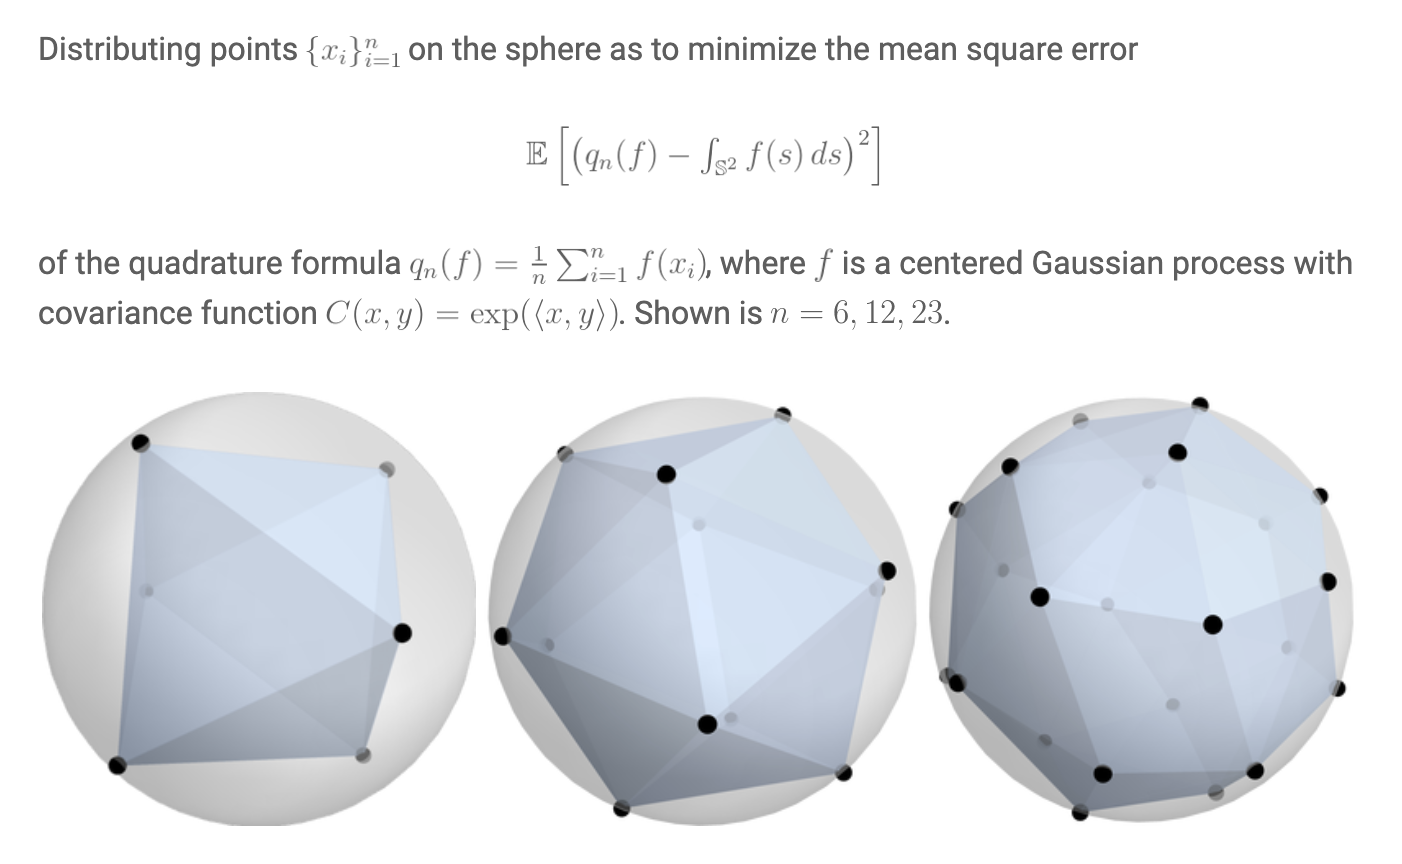 Distributing points $\{x_i\}_{i=1}^n$ on the sphere as to minimize the mean square error
$\mathbb{E}\left[\left(q_n(f) - \int_{\mathbb{S}^2} f(s)\,ds\right)^2\right]$
of the quadrature formula $q_n(f) = \frac{1}{n}\sum_{i=1}^n f(x_i)$, where $f$ is a centered Gaussian process with
covariance function $C(x, y) = \exp(\langle x, y \rangle)$. Shown is $n = 6, 12, 23$.